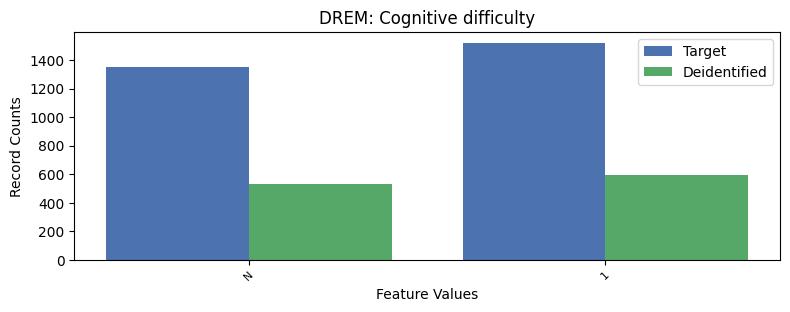 DREM: Cognitive difficulty
Target
Deidentified
Record Counts
1400
1200
1000
800
600
400
200
0
N
1
Feature Values